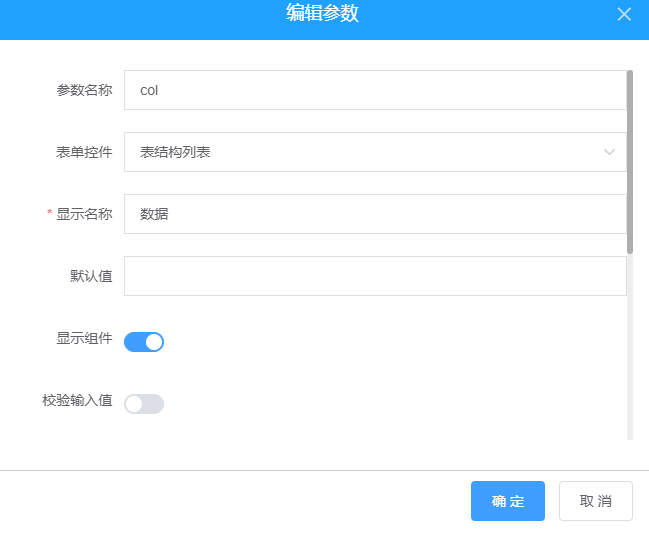 编辑参数
参数名称 col
表单控件 表结构列表
* 显示名称 数据
默认值
显示组件
校验输入值
确 定 取 消